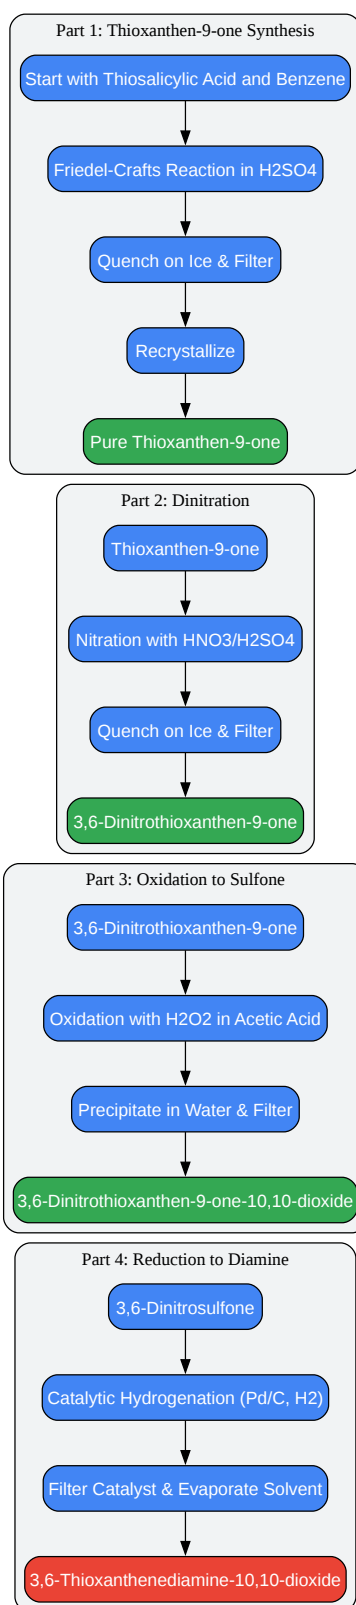 Part 1: Thioxanthen-9-one Synthesis
Start with Thiosalicylic Acid and Benzene
Friedel-Crafts Reaction in H2SO4
Quench on Ice & Filter
Recrystallize
Pure Thioxanthen-9-one
Part 2: Dinitration
Thioxanthen-9-one
Nitration with HNO3/H2SO4
Quench on Ice & Filter
3,6-Dinitrothioxanthen-9-one
Part 3: Oxidation to Sulfone
3,6-Dinitrothioxanthen-9-one
Oxidation with H2O2 in Acetic Acid
Precipitate in Water & Filter
3,6-Dinitrothioxanthen-9-one-10,10-dioxide
Part 4: Reduction to Diamine
3,6-Dinitrosulfone
Catalytic Hydrogenation (Pd/C, H2)
Filter Catalyst & Evaporate Solvent
3,6-Thioxanthenediamine-10,10-dioxide